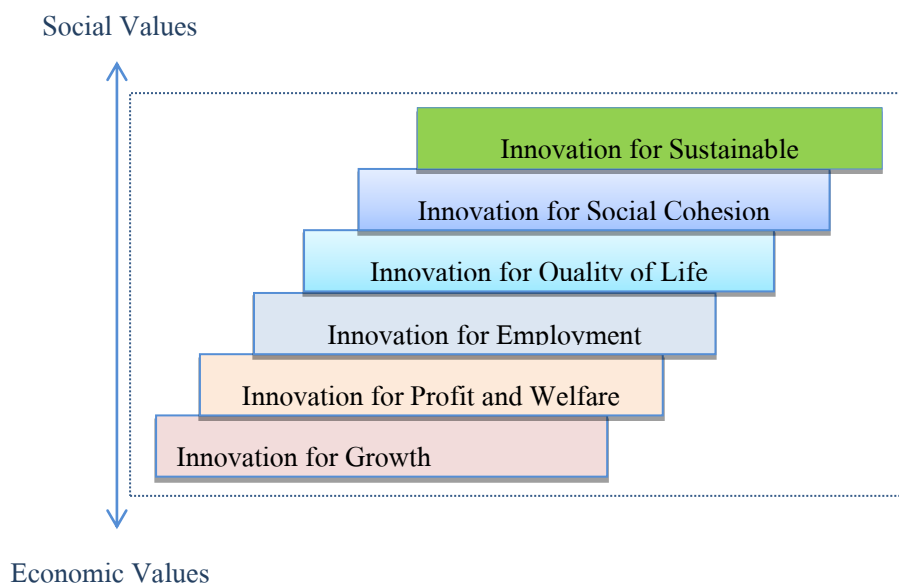 Social Values
Innovation for Sustainable
Innovation for Social Cohesion
Innovation for Quality of Life
Innovation for Employment
Innovation for Profit and Welfare
Innovation for Growth
Economic Values